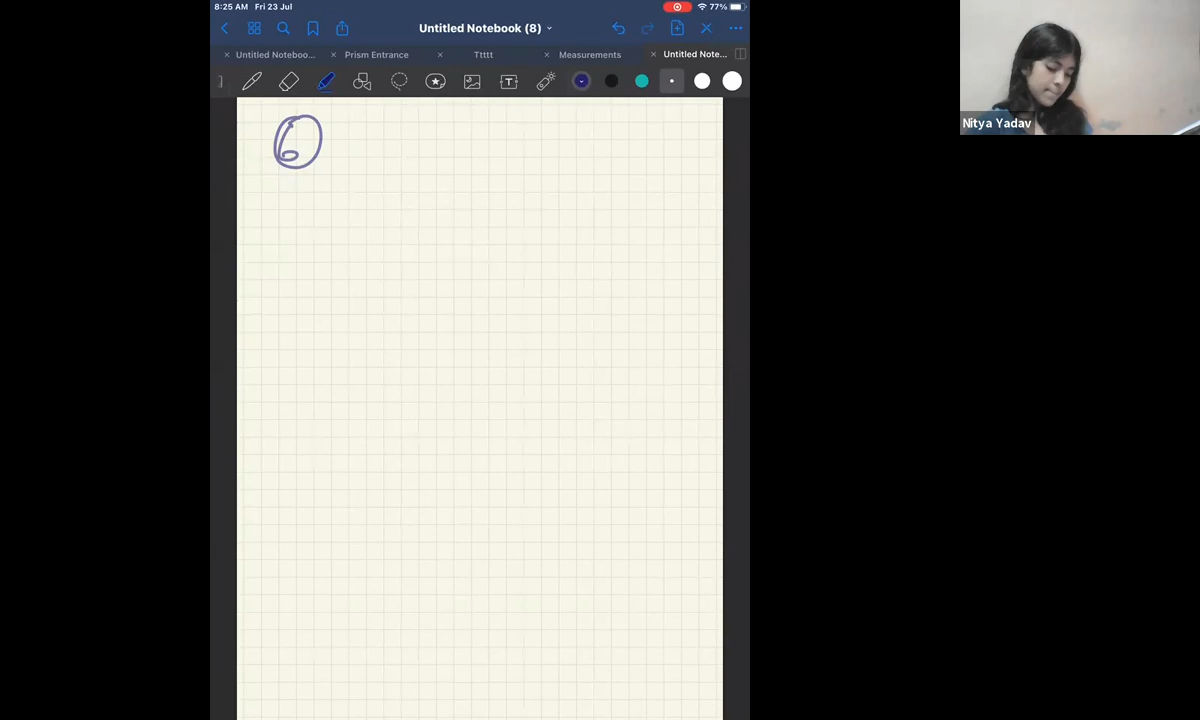 8:25 AM Fri 23 Jul
77%
Untitled Notebook (8)
Untitled Noteboo...
Prism Entrance
Ttttt
Measurements
Untitled Note...
T
6
Nitya Yadav